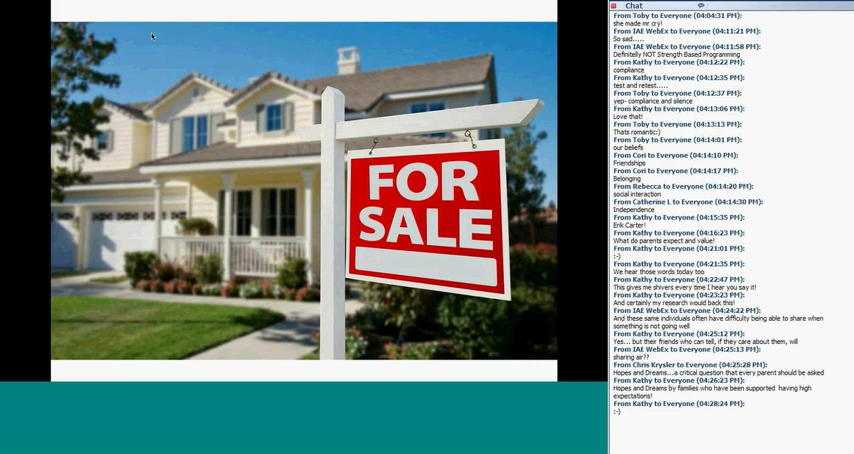 FOR
SALE
Chat
From Toby to Everyone (04:04:31 PM):
she made mr cry!
From IAE WebEx to Everyone (04:11:21 PM):
So sad.....
From IAE WebEx to Everyone (04:11:58 PM):
Definitelly NOT Strength Based Programming
From Kathy to Everyone (04:12:22 PM):
compliance
From Kathy to Everyone (04:12:35 PM):
test and retest.....
From Toby to Everyone (04:12:37 PM):
yep- compliance and silence
From Kathy to Everyone (04:13:06 PM):
Love that!
From Toby to Everyone (04:13:13 PM):
Thats romantic:)
From Toby to Everyone (04:14:01 PM):
our beliefs
From Cori to Everyone (04:14:10 PM):
Friendships
From Cori to Everyone (04:14:17 PM):
Belonging
From Rebecca to Everyone (04:14:20 PM):
social interaction
From Catherine L to Everyone (04:14:30 PM):
Independence
From Kathy to Everyone (04:15:35 PM):
Erik Carter!
From Kathy to Everyone (04:16:23 PM):
What do parents expect and value!
From Kathy to Everyone (04:21:01 PM):
:-)
From Kathy to Everyone (04:21:35 PM):
We hear those words today too
From Kathy to Everyone (04:22:47 PM):
This gives me shivers every time I hear you say it!
From Kathy to Everyone (04:23:23 PM):
And certainly my research would back this!
From IAE WebEx to Everyone (04:24:22 PM):
And these same individuals often have difficulty being able to share when
something is not going well
From Kathy to Everyone (04:25:12 PM):
Yes... but their friends who can tell, if they care about them, will
From IAE WebEx to Everyone (04:25:13 PM):
sharing air??
From Chris Krysler to Everyone (04:25:28 PM):
Hopes and Dreams...a critical question that every parent should be asked
From Kathy to Everyone (04:26:23 PM):
Hopes and Dreams by families who have been supported having high
expectations!
From Kathy to Everyone (04:28:24 PM):
:-)